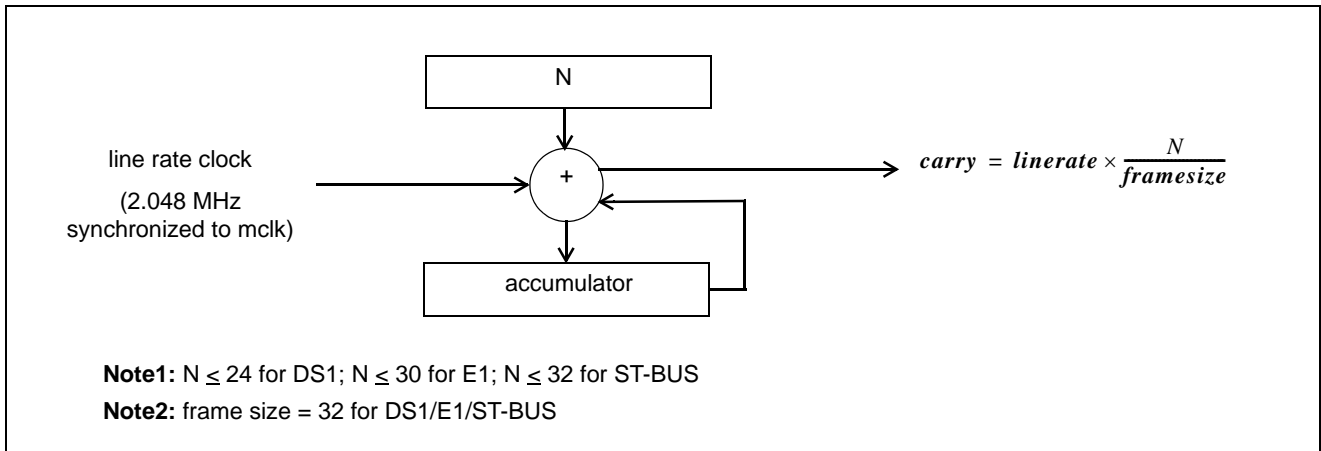 N
line rate clock
(2.048 MHz
synchronized to mclk)
+
carry = linerate × N
framesize
accumulator
Note1: N ≤ 24 for DS1; N ≤ 30 for E1; N ≤ 32 for ST-BUS
Note2: frame size = 32 for DS1/E1/ST-BUS